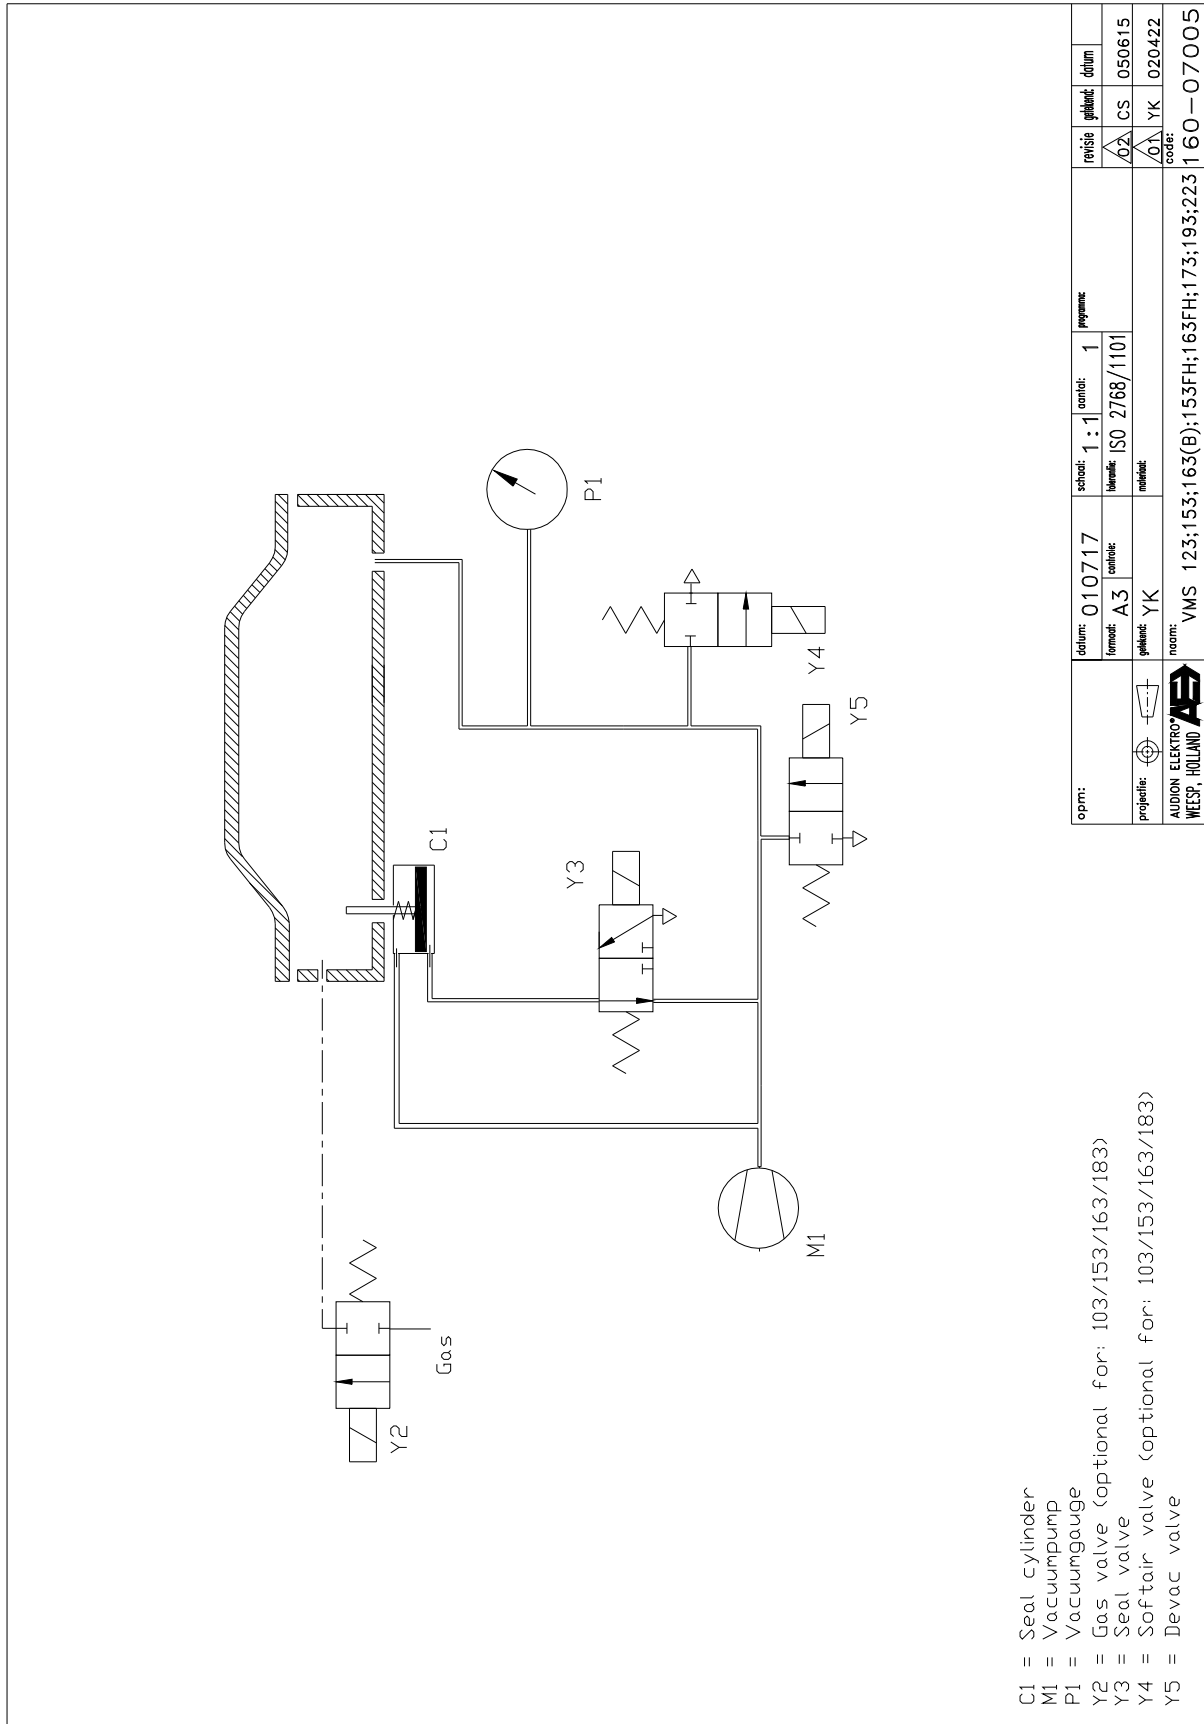 P1
C1
Y4
Y5
Y3
M1
Gas
Y2
C1 = Seal cylinder
M1 = Vacuumpump
P1 = Vacuumgauge
Y2 = Gas valve (optional for: 103/153/163/183)
Y3 = Seal valve
Y4 = Softair valve (optional for: 103/153/163/183)
Y5 = Devac valve
opm:
datum: 010717
schaal: 1:1
aantal: 1
programma:
revisie
getekend:
datum
formaat: A3
controle:
tolerantie: ISO 2768/1101
02 CS 050615
projectie:
getekend: YK
materiaal:
01 YK 020422
AUDION ELEKTRO®
WEESP, HOLLAND
AE
naam:
VMS 123;153;163(B);153FH;163FH;173;193;223
code:
160-07005